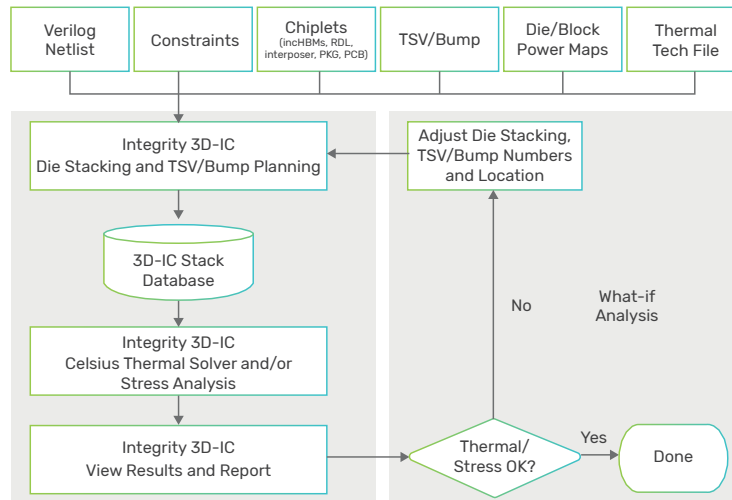 Verilog
Netlist
Constraints
Chiplets
(incHBMs, RDL,
interposer, PKG, PCB)
TSV/Bump
Die/Block
Power Maps
Thermal
Tech File
Integrity 3D-IC
Die Stacking and TSV/Bump Planning
Adjust Die Stacking,
TSV/Bump Numbers
and Location
3D-IC Stack
Database
No
What-if
Analysis
Integrity 3D-IC
Celsius Thermal Solver and/or
Stress Analysis
Integrity 3D-IC
View Results and Report
Thermal/
Stress OK?
Yes
Done